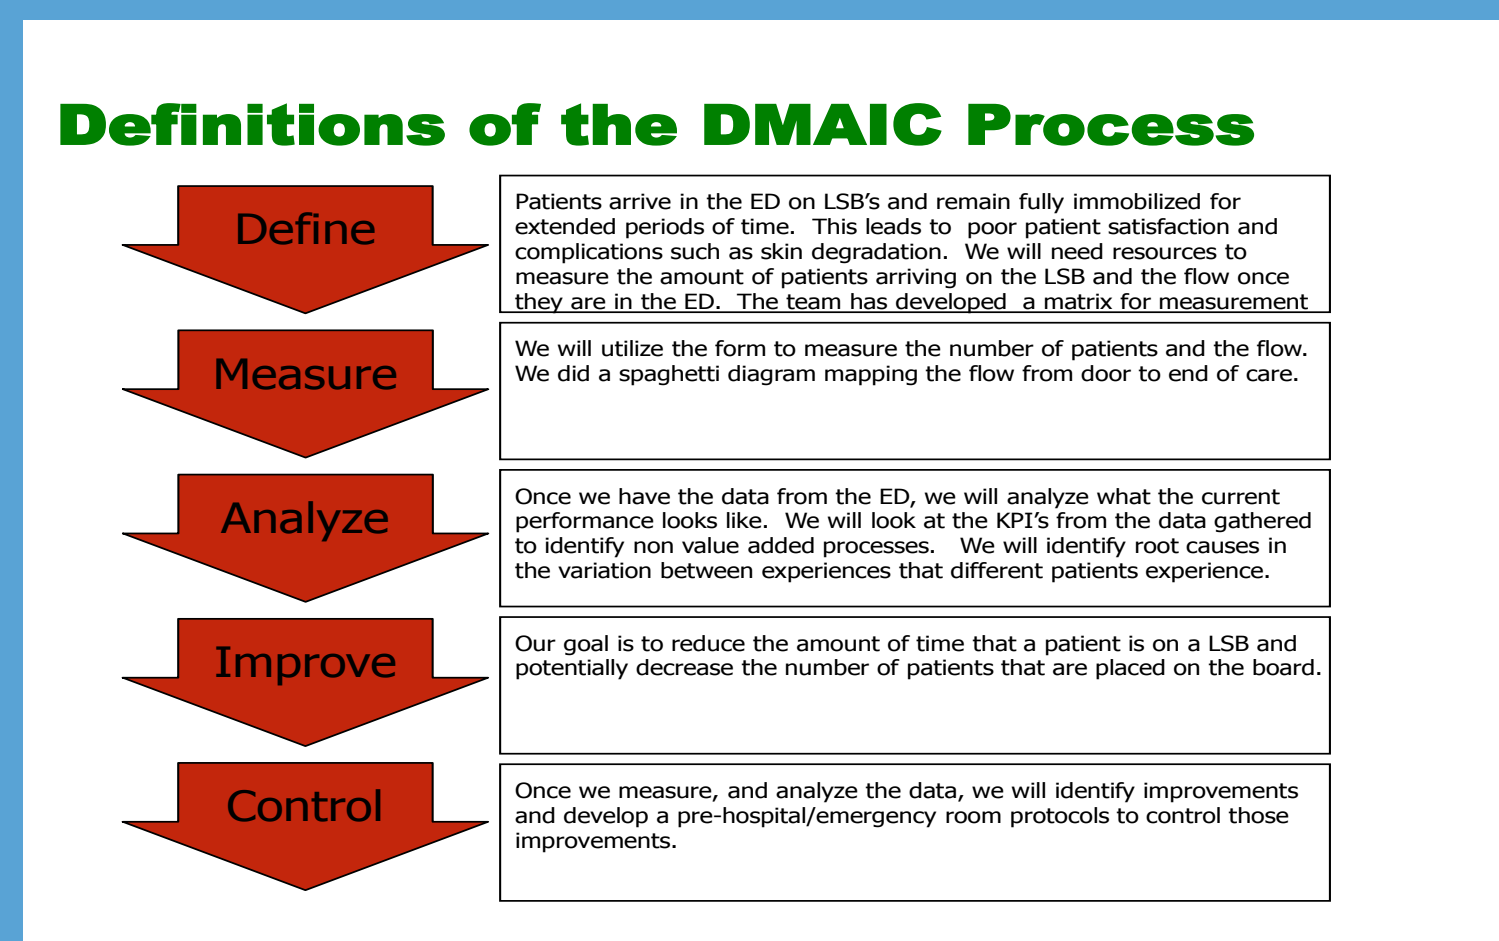 Definitions of the DMAIC Process
Define
Patients arrive in the ED on LSB’s and remain fully immobilized for
extended periods of time.  This leads to  poor patient satisfaction and
complications such as skin degradation.  We will need resources to
measure the amount of patients arriving on the LSB and the flow once
they are in the ED.  The team has developed  a matrix for measurement
Measure
We will utilize the form to measure the number of patients and the flow.
We did a spaghetti diagram mapping the flow from door to end of care.
Analyze
Once we have the data from the ED, we will analyze what the current
performance looks like.  We will look at the KPI’s from the data gathered
to identify non value added processes.   We will identify root causes in
the variation between experiences that different patients experience.
Improve
Our goal is to reduce the amount of time that a patient is on a LSB and
potentially decrease the number of patients that are placed on the board.
Control
Once we measure, and analyze the data, we will identify improvements
and develop a pre-hospital/emergency room protocols to control those
improvements.